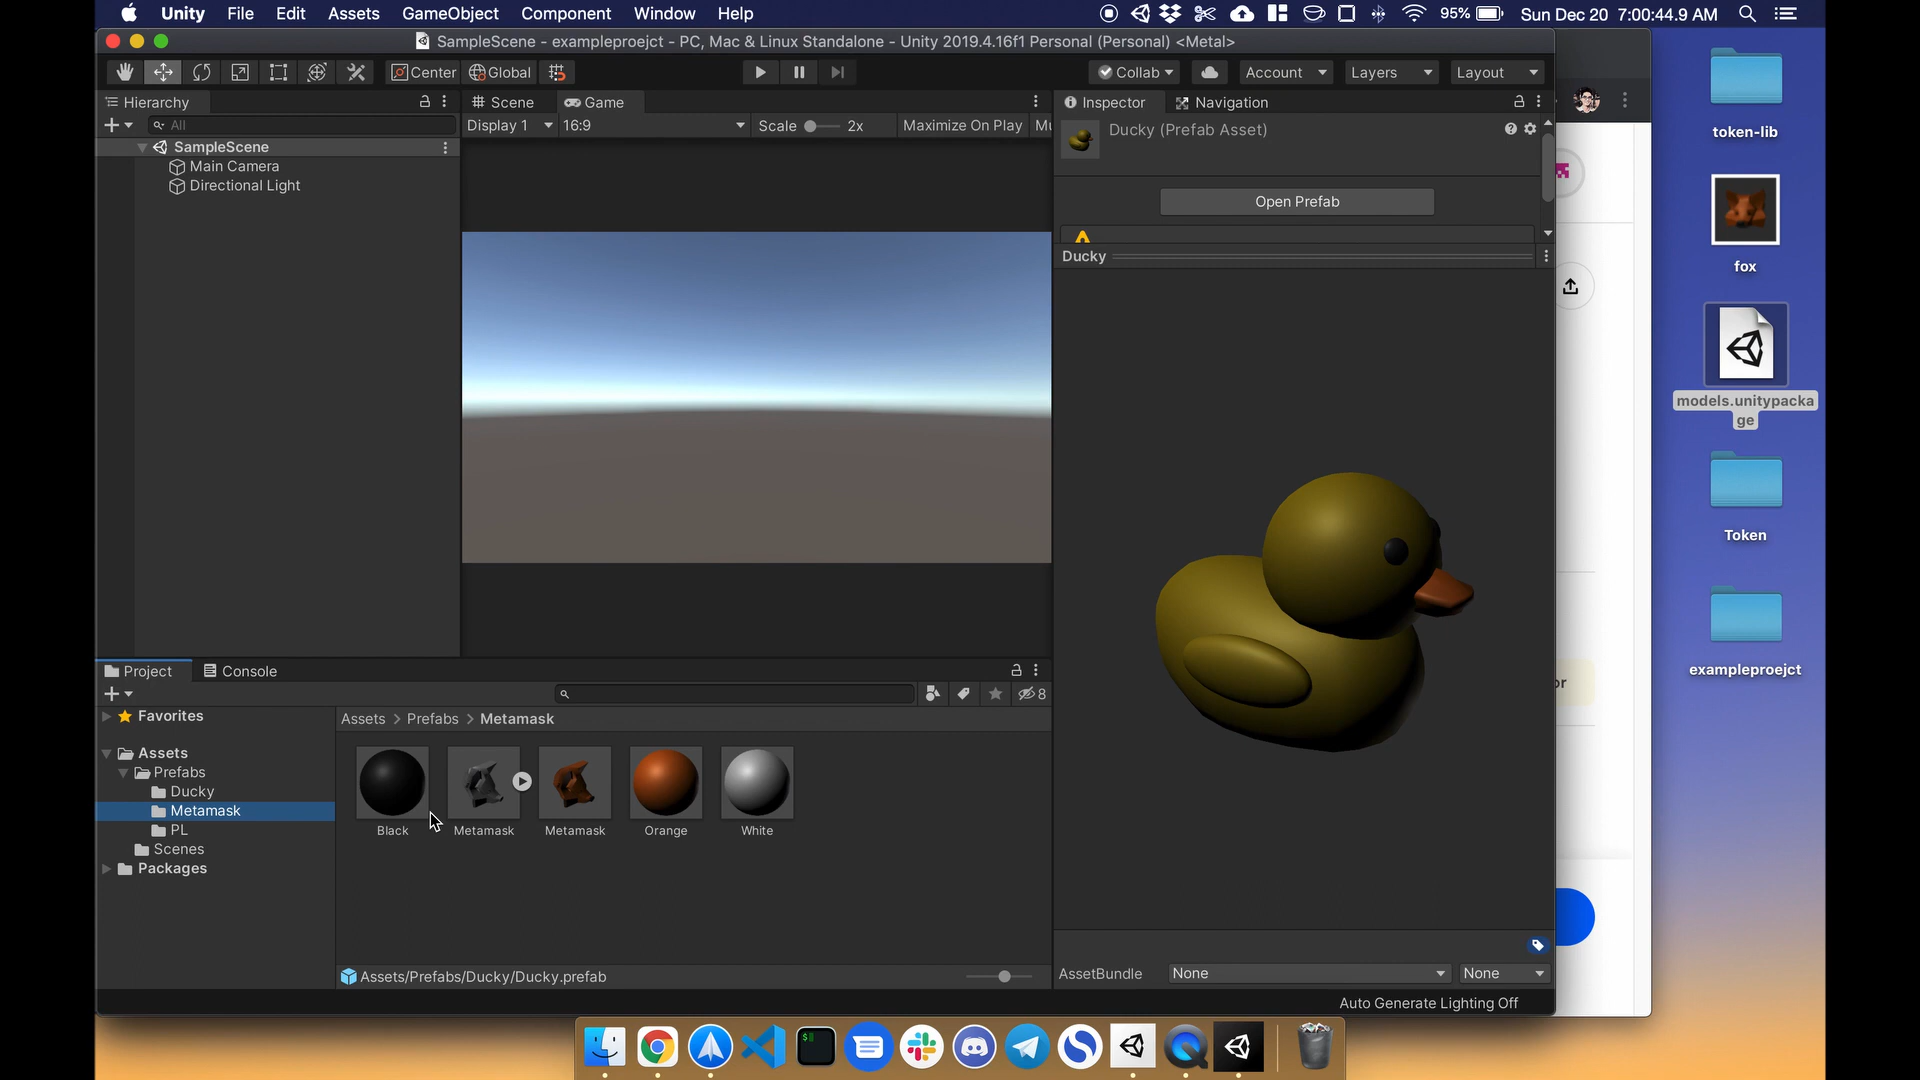 Unity File Edit Assets GameObject Component Window Help 95% Sun Dec 20 7:00:44.9 AM
SampleScene - exampleproejct - PC, Mac & Linux Standalone - Unity 2019.4.16f1 Personal (Personal) <Metal>
Center Global Collab Account Layers Layout
Hierarchy Scene Game Inspector Navigation
All Display 1 16:9 Scale 2x Maximize On Play Mu
SampleScene
Main Camera
Directional Light
Ducky (Prefab Asset)
Open Prefab
Ducky
Project Console
8
Favorites
Assets
Prefabs
Ducky
Metamask
PL
Scenes
Packages
Assets > Prefabs > Metamask
Black Metamask Metamask Orange White
Assets/Prefabs/Ducky/Ducky.prefab
AssetBundle None None
Auto Generate Lighting Off
or
token-lib
fox
models.unitypacka
ge
Token
exampleproejct